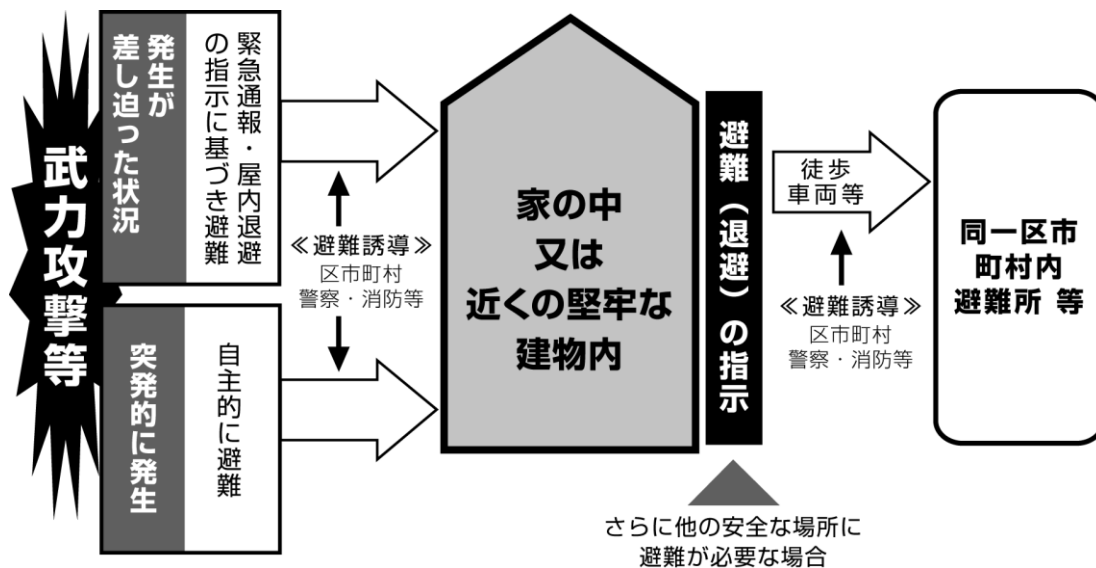 武力攻撃等
発生が
差し迫った状況
緊急通報・屋内退避
の指示に基づき避難
突発的に発生
自主的に避難
≪避難誘導≫
区市町村
警察・消防等
家の中
又は
近くの堅牢な
建物内
避難（退避）の指示
さらに他の安全な場所に
避難が必要な場合
徒歩
車両等
≪避難誘導≫
区市町村
警察・消防等
同一区市
町村内
避難所 等